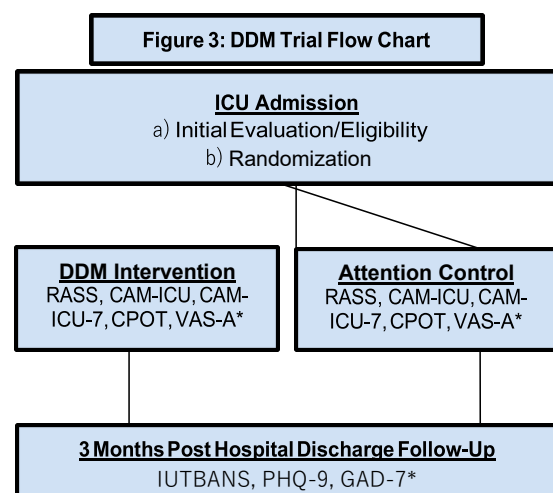 Figure 3: DDM Trial Flow Chart
ICU Admission
a) Initial Evaluation/Eligibility
b) Randomization
DDM Intervention
RASS, CAM-ICU, CAM-
ICU-7, CPOT, VAS-A*
Attention Control
RASS, CAM-ICU, CAM-
ICU-7, CPOT, VAS-A*
3 Months Post Hospital Discharge Follow-Up
IUTBANS, PHQ-9, GAD-7*